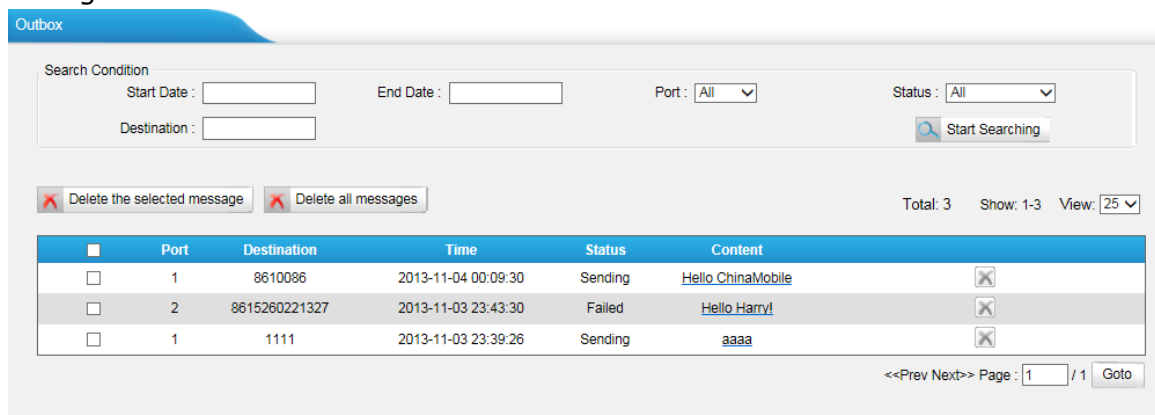 Outbox
Search Condition
Start Date : End Date : Port : All Status : All
Destination : Start Searching
Delete the selected message Delete all messages Total: 3 Show: 1-3 View: 25
Port Destination Time Status Content
1 8610086 2013-11-04 00:09:30 Sending Hello ChinaMobile
2 8615260221327 2013-11-03 23:43:30 Failed Hello Harry!
1 1111 2013-11-03 23:39:26 Sending aaaa
<<Prev Next>> Page : 1 / 1 Goto